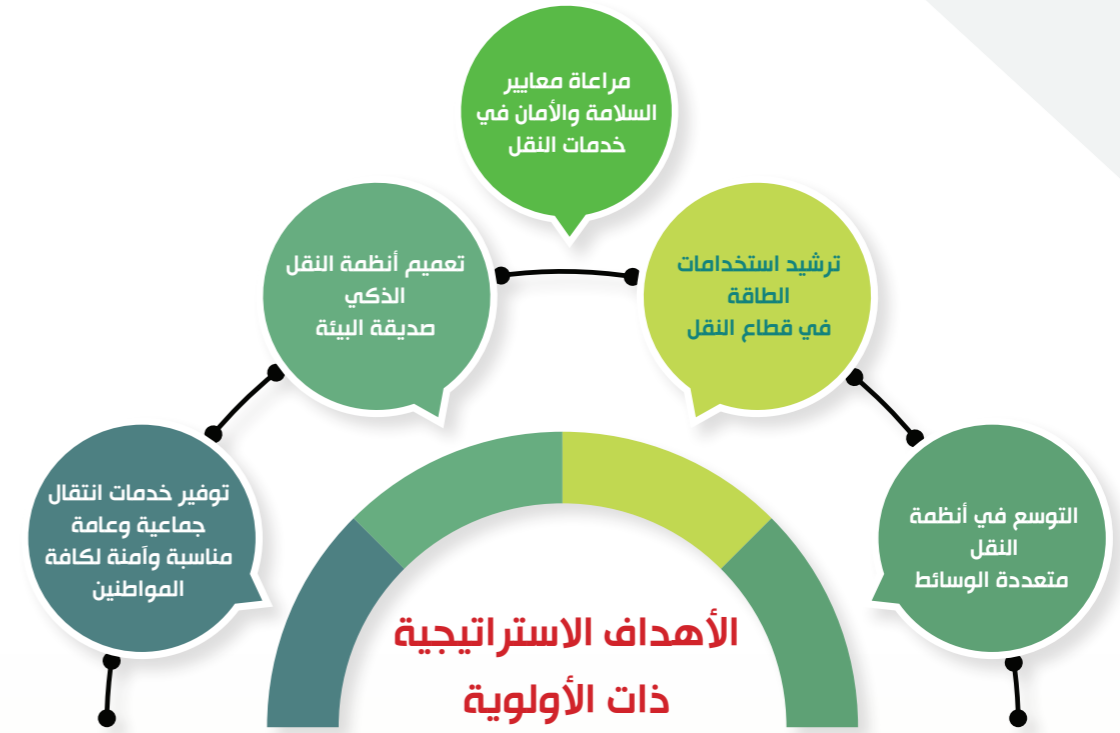 مراعاة معايير
السلامة والأمان في
خدمات النقل
ترشيد استخدامات
الطاقة
في قطاع النقل
تعميم أنظمة النقل
الذكي
صديقة البيئة
التوسع في أنظمة
النقل
متعددة الوسائط
توفير خدمات انتقال
جماعية وعامة
مناسبة وآمنة لكافة
المواطنين
الأهداف الاستراتيجية
ذات الأولوية